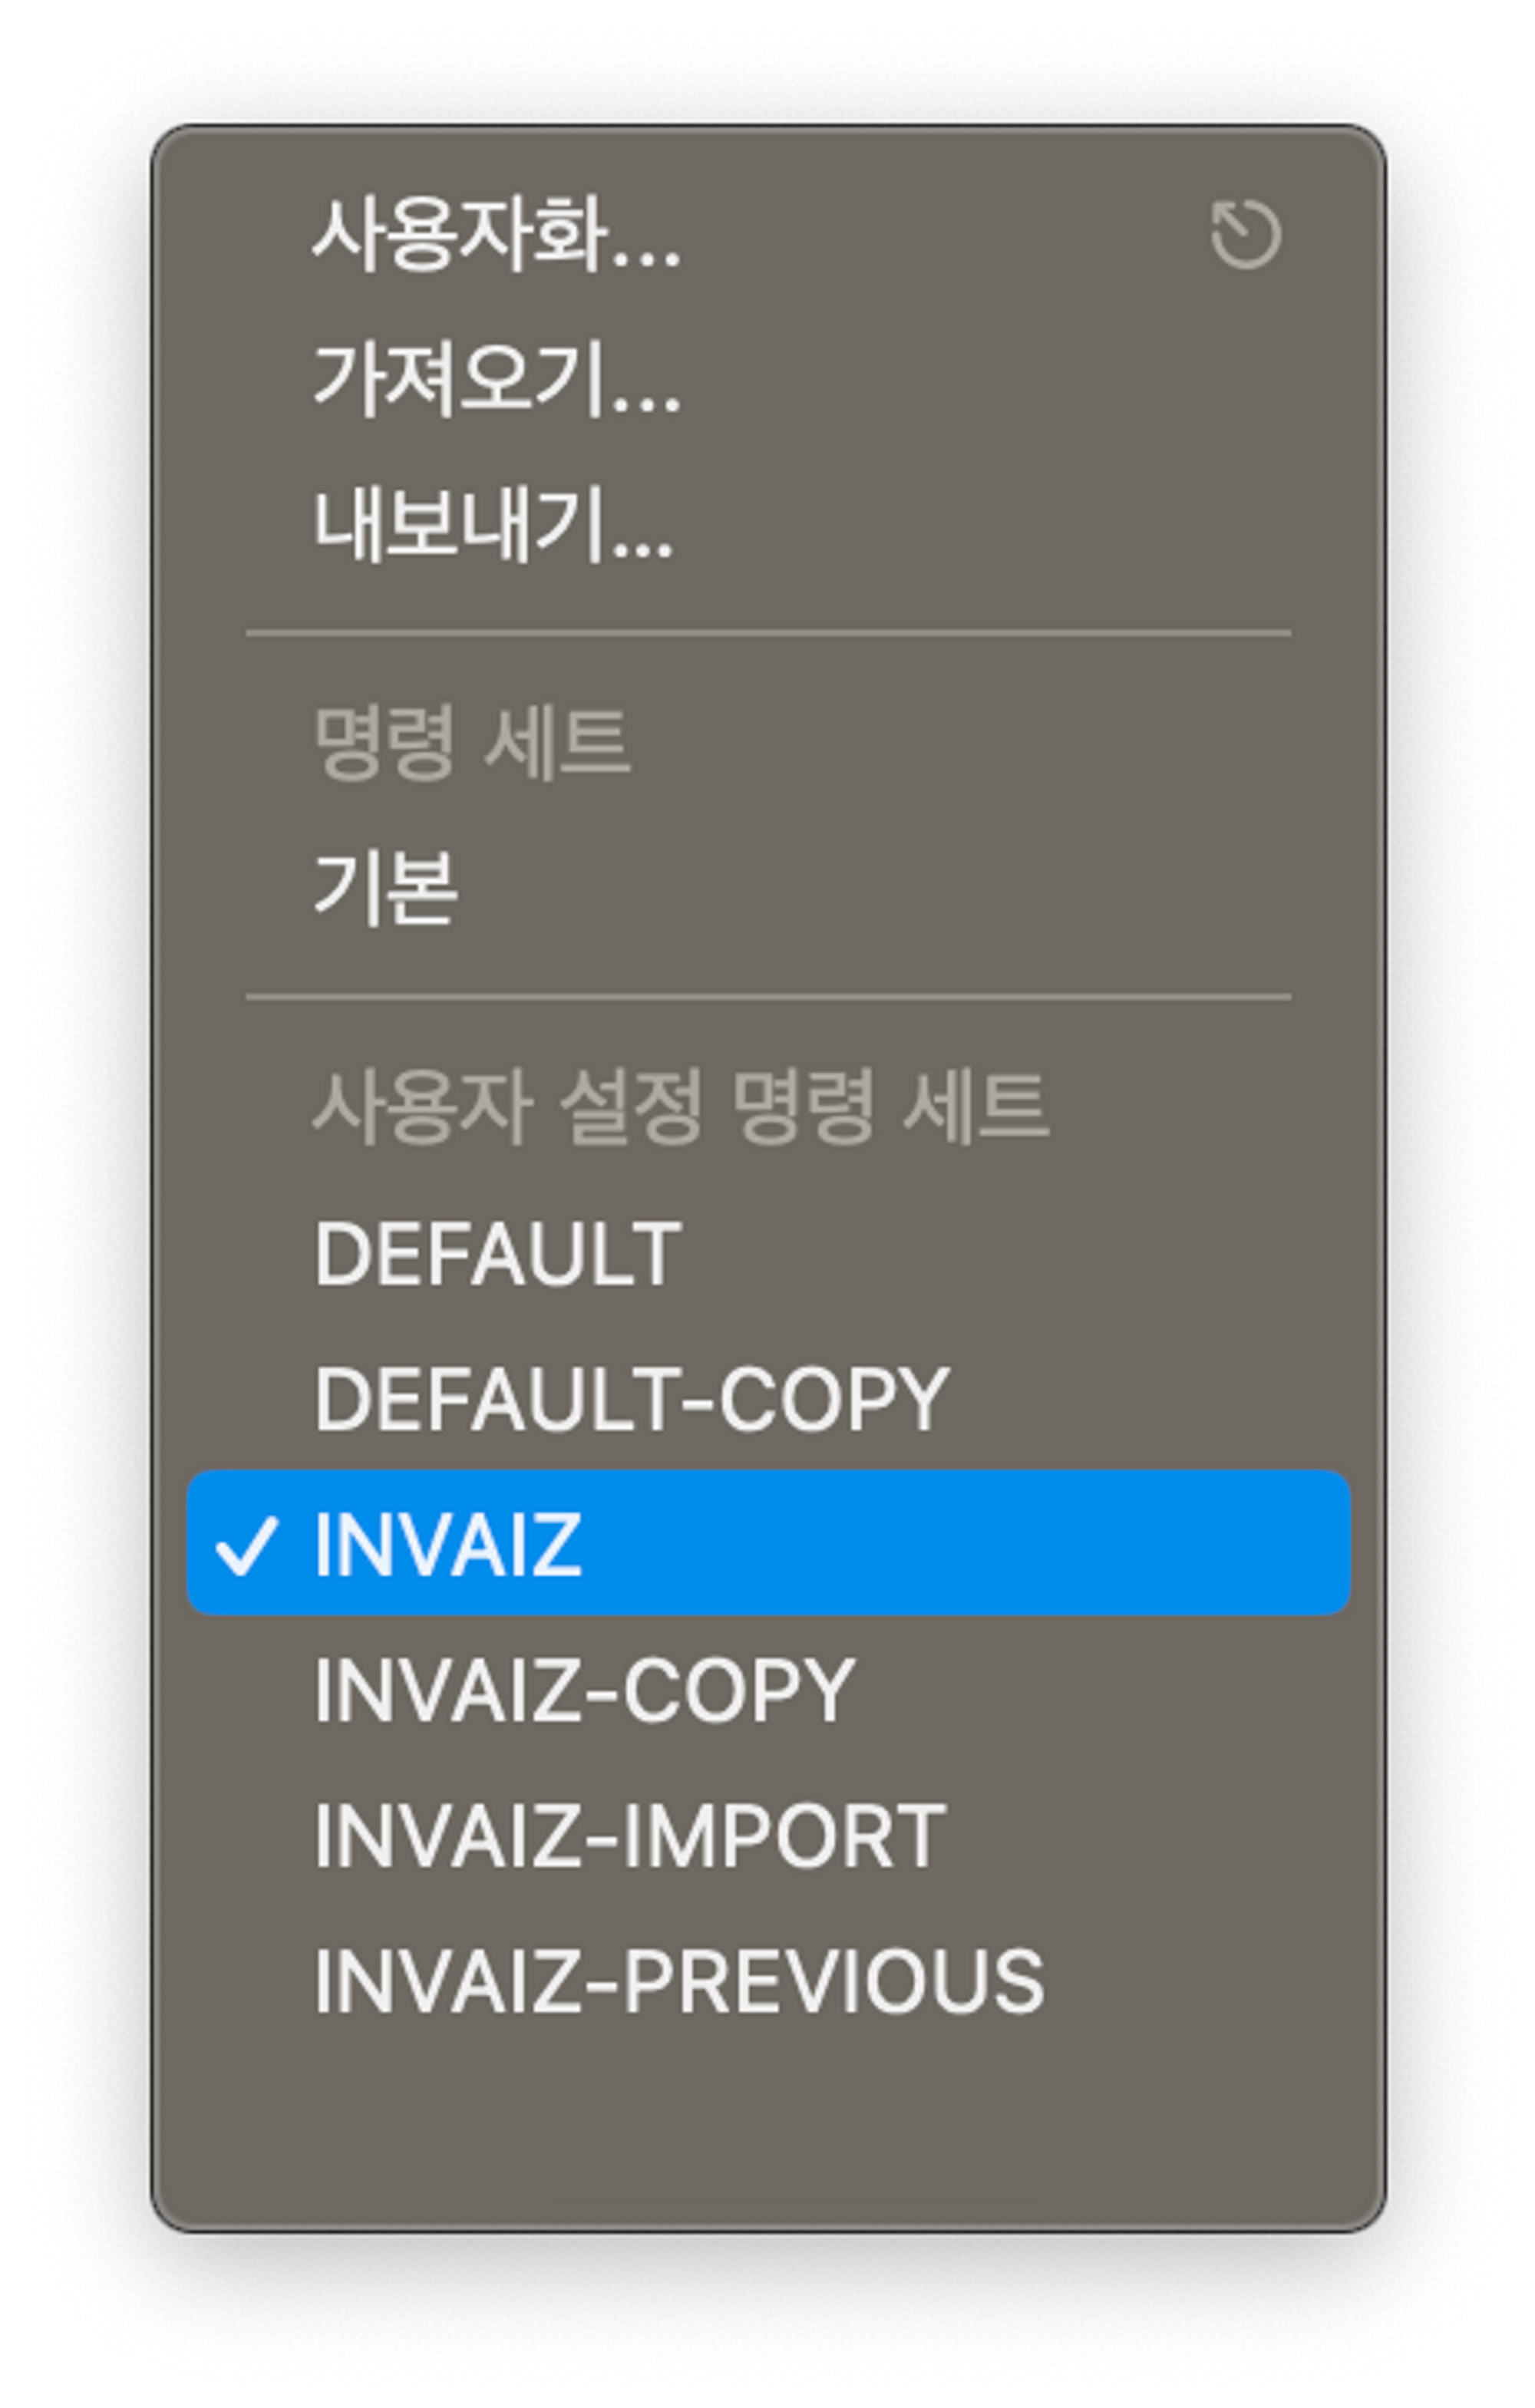 사용자화...
가져오기...
내보내기...
명령 세트
기본
사용자 설정 명령 세트
DEFAULT
DEFAULT-COPY
INVAIZ
INVAIZ-COPY
INVAIZ-IMPORT
INVAIZ-PREVIOUS